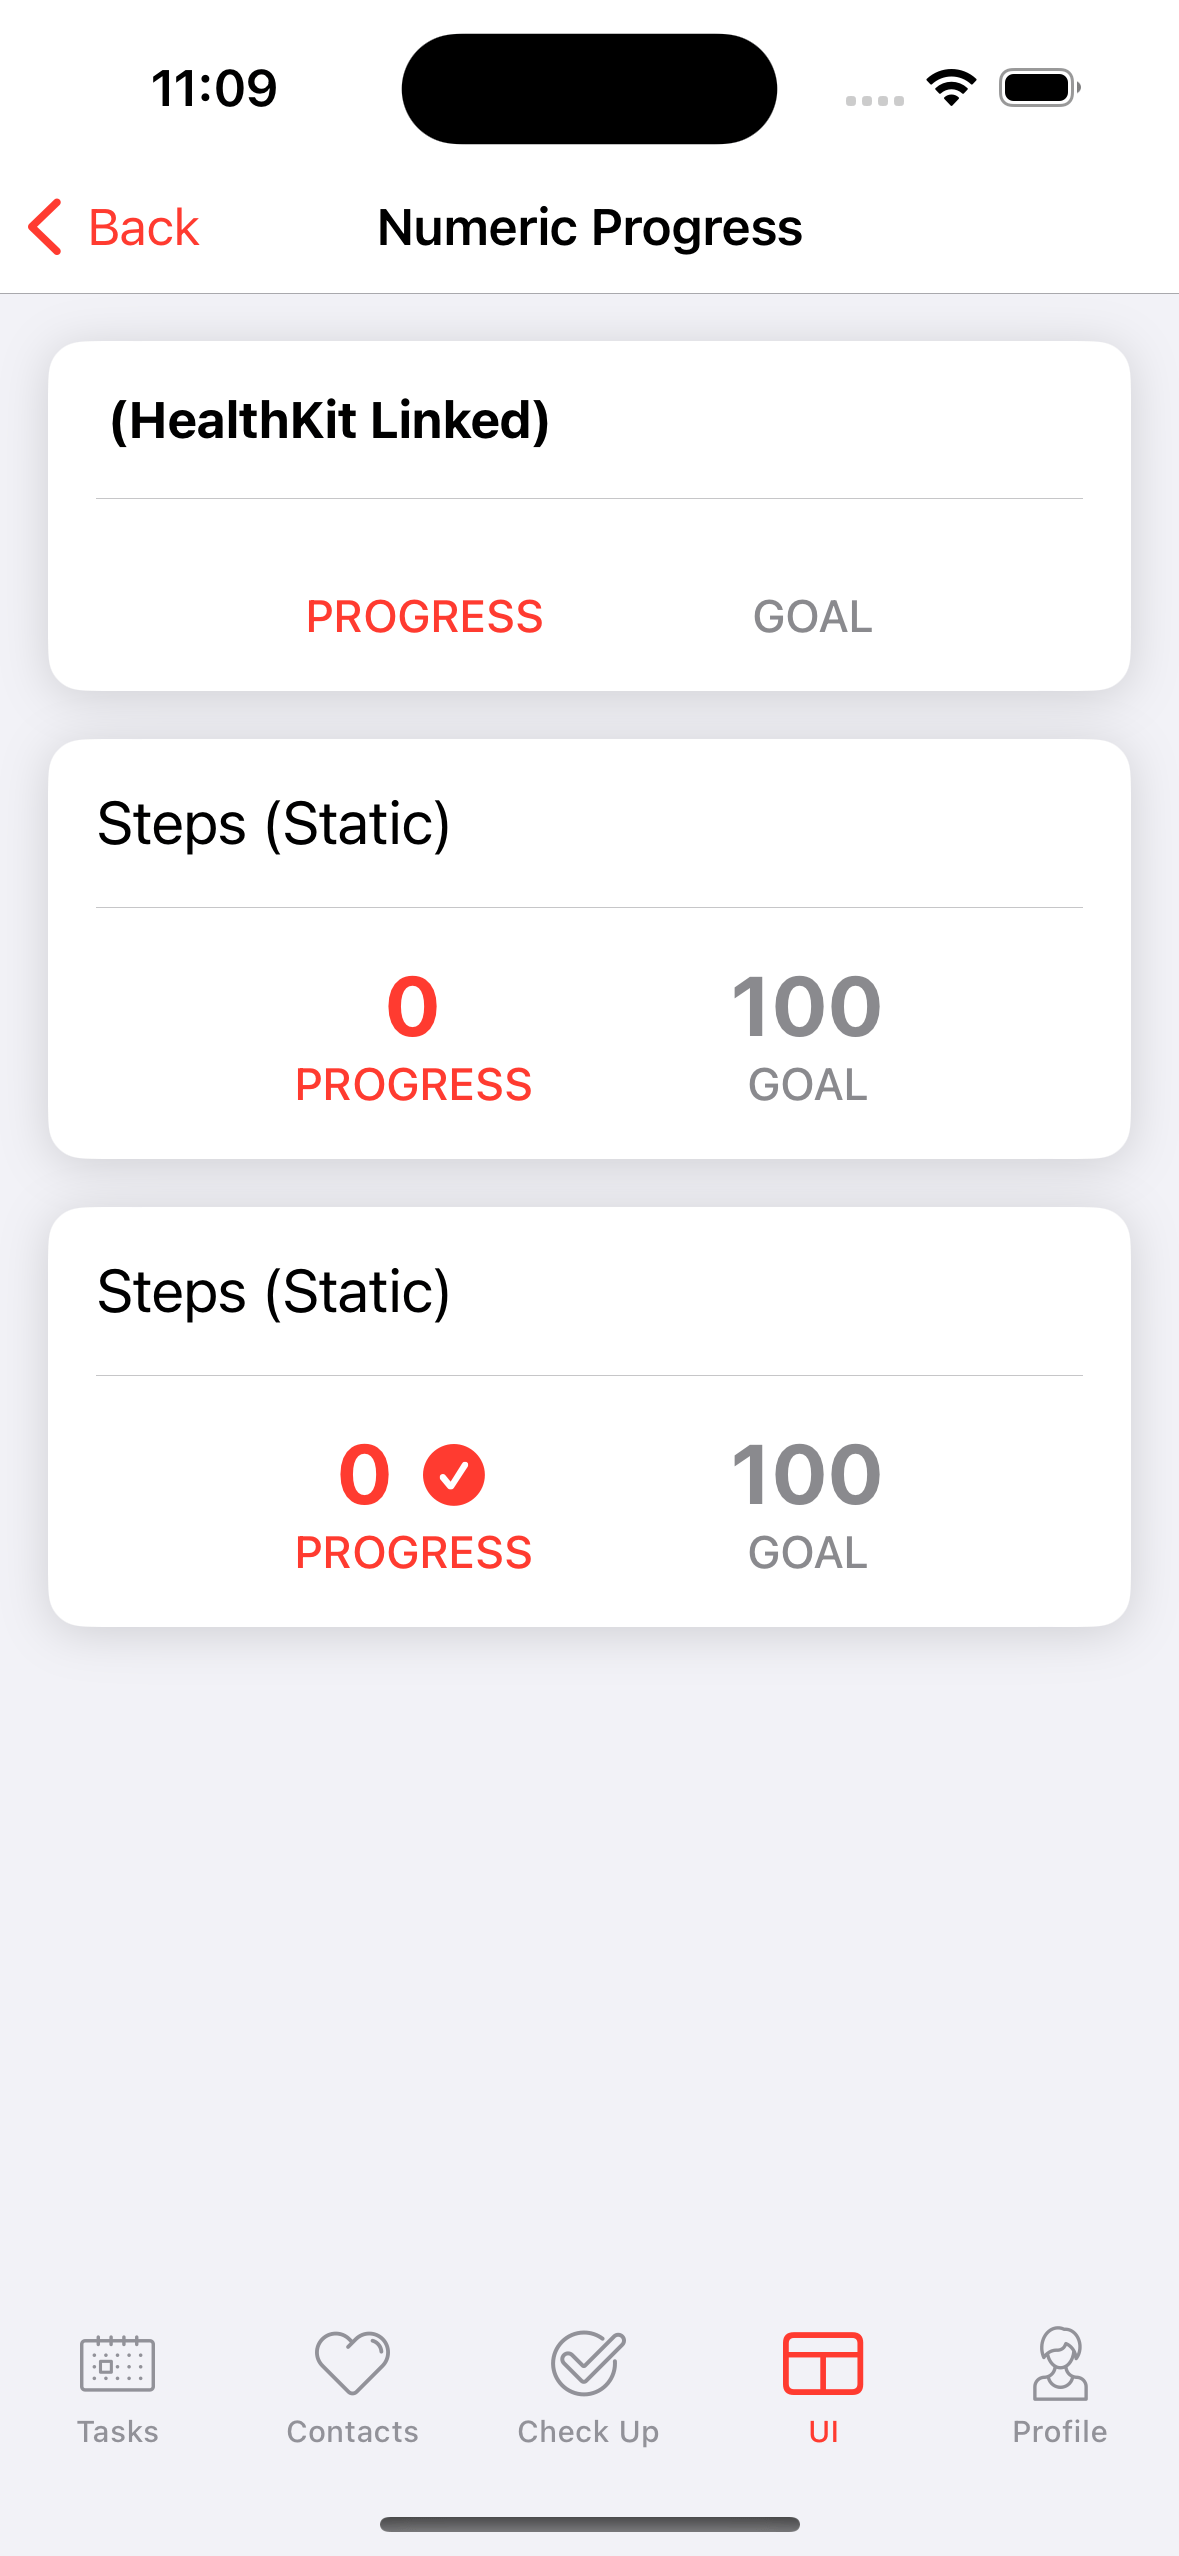 11:09
Back
Numeric Progress
(HealthKit Linked)
PROGRESS
GOAL
Steps (Static)
0
100
PROGRESS
GOAL
Steps (Static)
0
100
PROGRESS
GOAL
Tasks
Contacts
Check Up
UI
Profile